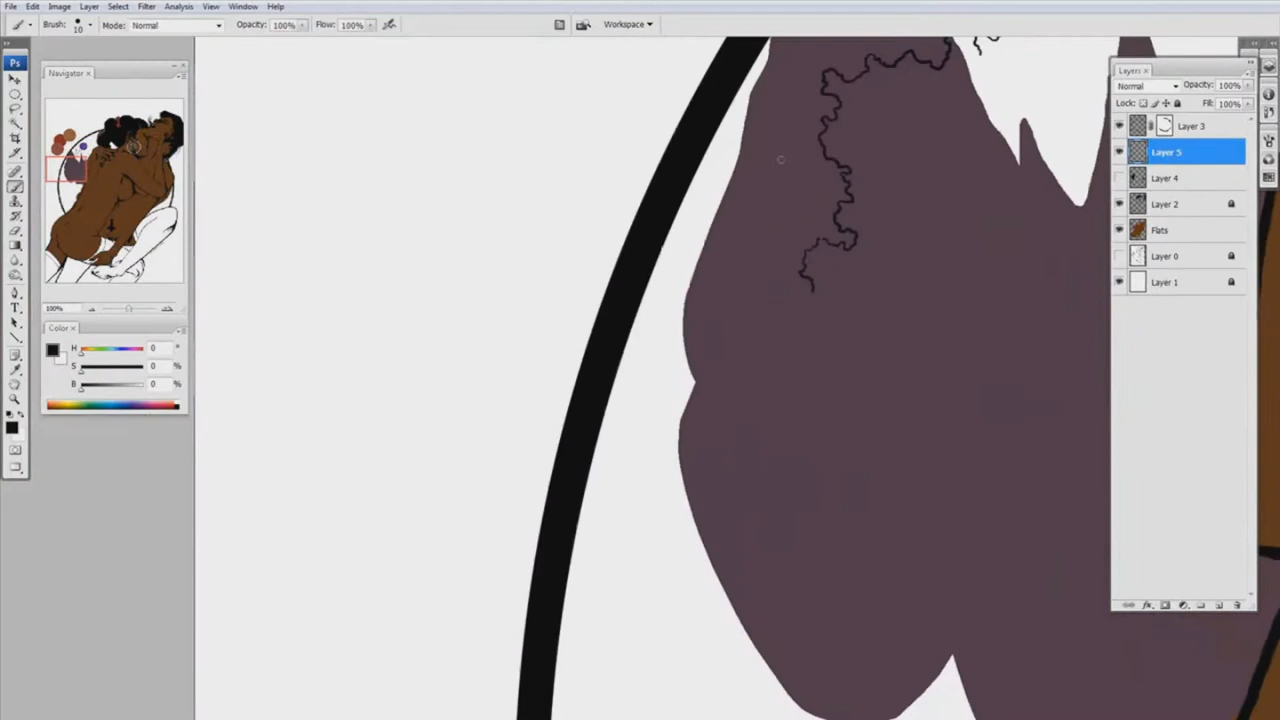 File Edit Image Layer Select Analysis Filter View Window Help
Brush: 10 Mode: Normal Opacity: 100% Flow: 100% Workspace
Ps
Navigator
100%
Color
H 0 °
S 0 %
B 0 %
Layers
Normal Opacity: 100%
Lock: Fill: 100%
Layer 3
Layer 5
Layer 4
Layer 2
Flats
Layer 0
Layer 1